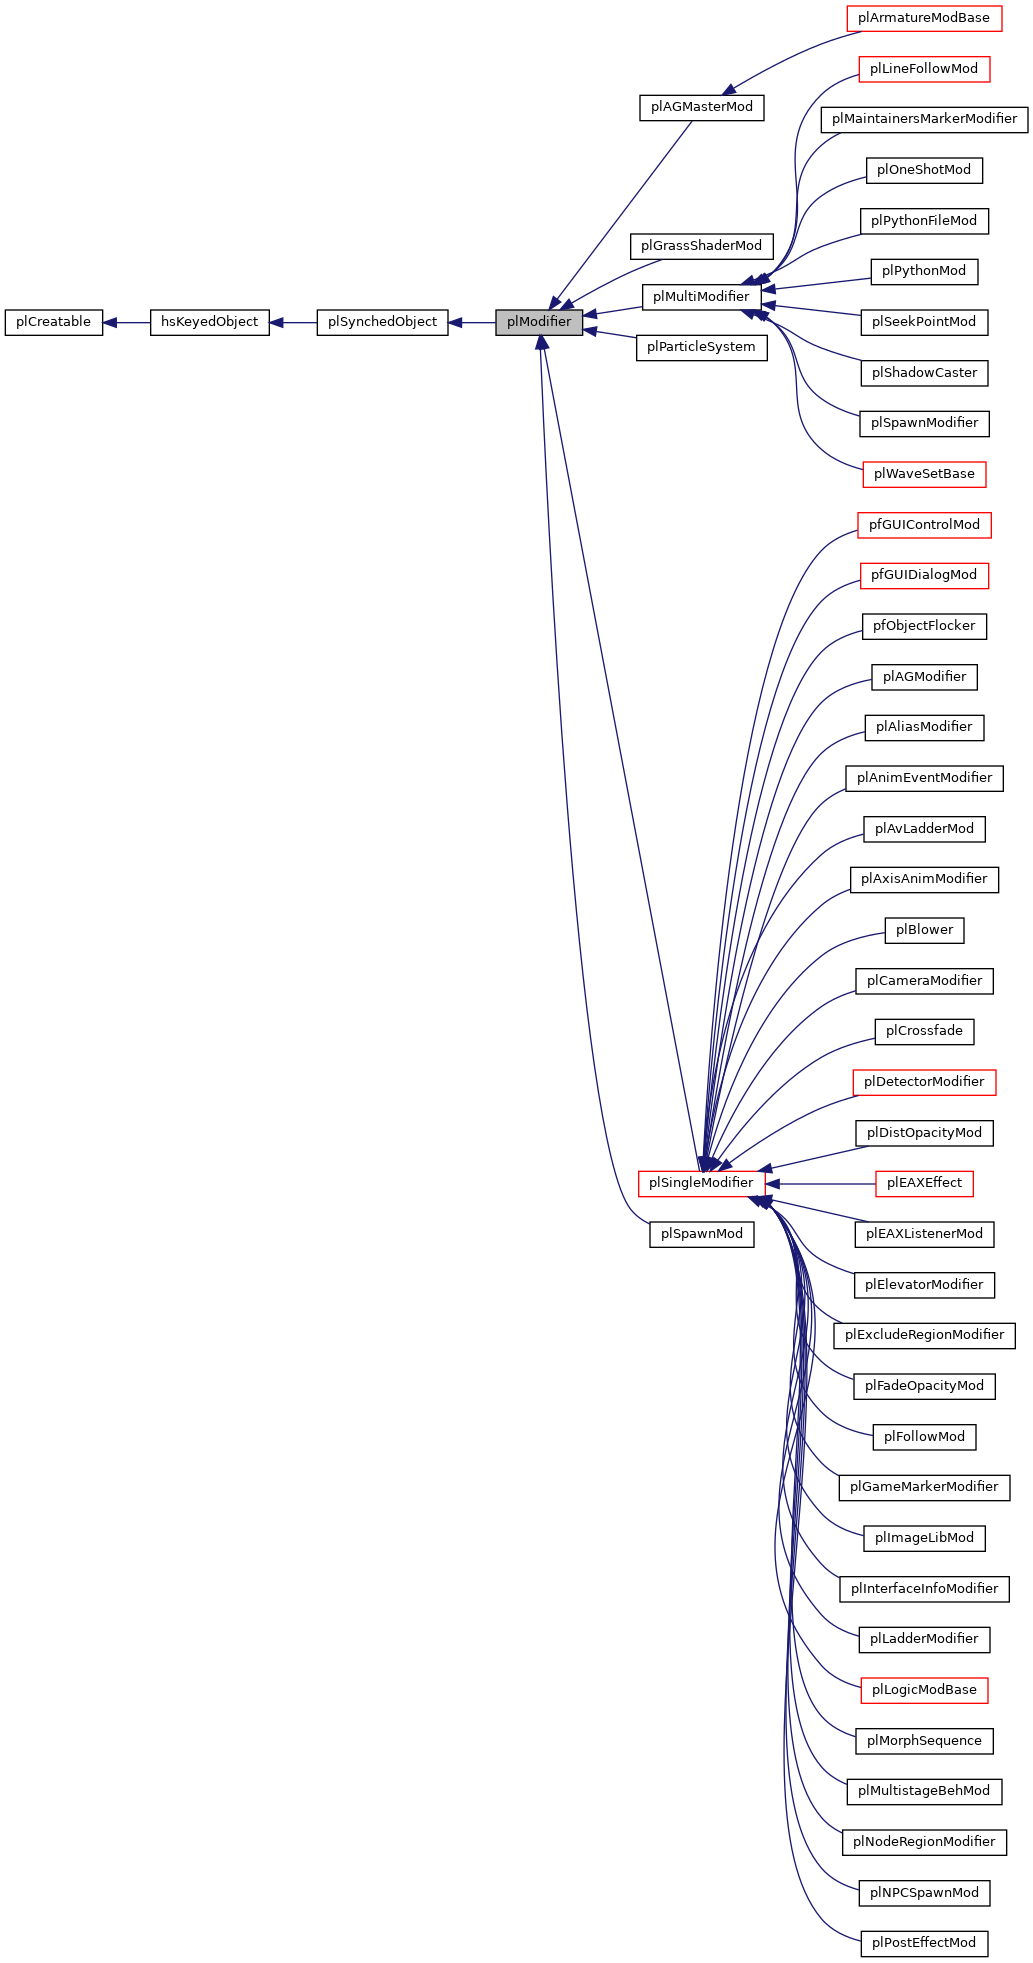 plArmatureModBase
plLineFollowMod
plAGMasterMod
plMaintainersMarkerModifier
plOneShotMod
plPythonFileMod
plGrassShaderMod
plPythonMod
plMultiModifier
plCreatable
hsKeyedObject
plSynchedObject
plModifier
plSeekPointMod
plParticleSystem
plShadowCaster
plSpawnModifier
plWaveSetBase
pfGUIControlMod
pfGUIDialogMod
pfObjectFlocker
plAGModifier
plAliasModifier
plAnimEventModifier
plAvLadderMod
plAxisAnimModifier
plBlower
plCameraModifier
plCrossfade
plDetectorModifier
plDistOpacityMod
plSingleModifier
plEAXEffect
plSpawnMod
plEAXListenerMod
plElevatorModifier
plExcludeRegionModifier
plFadeOpacityMod
plFollowMod
plGameMarkerModifier
plImageLibMod
plInterfaceInfoModifier
plLadderModifier
plLogicModBase
plMorphSequence
plMultistageBehMod
plNodeRegionModifier
plNPCSpawnMod
plPostEffectMod